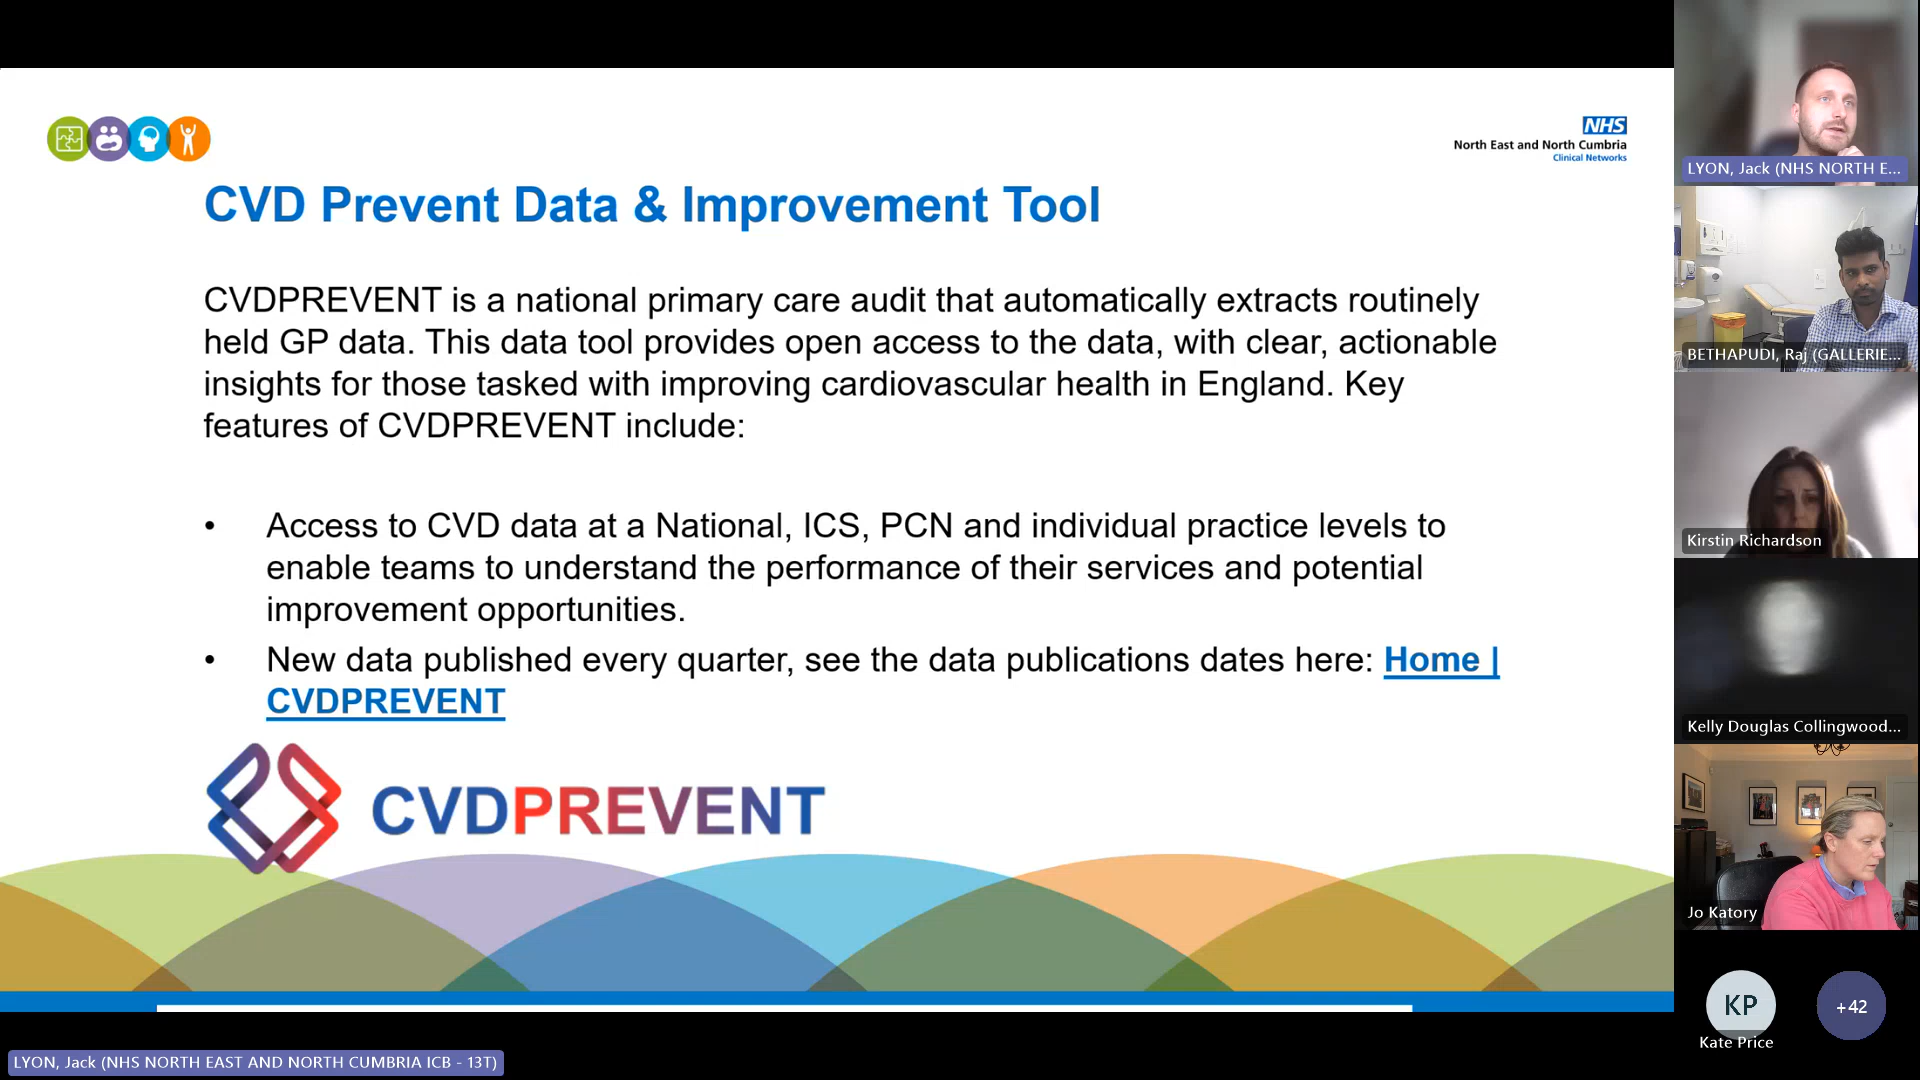 NHS
North East and North Cumbria
Clinical Networks
CVD Prevent Data & Improvement Tool
CVDPREVENT is a national primary care audit that automatically extracts routinely
held GP data. This data tool provides open access to the data, with clear, actionable
insights for those tasked with improving cardiovascular health in England. Key
features of CVDPREVENT include:
• Access to CVD data at a National, ICS, PCN and individual practice levels to
enable teams to understand the performance of their services and potential
improvement opportunities.
• New data published every quarter, see the data publications dates here: Home |
CVDPREVENT
CVDPREVENT
LYON, Jack (NHS NORTH EAST AND NORTH CUMBRIA ICB - 13T)
LYON, Jack (NHS NORTH E...
BETHAPUDI, Raj (GALLERIE...
Kirstin Richardson
Kelly Douglas Collingwood...
Jo Katory
KP
+42
Kate Price